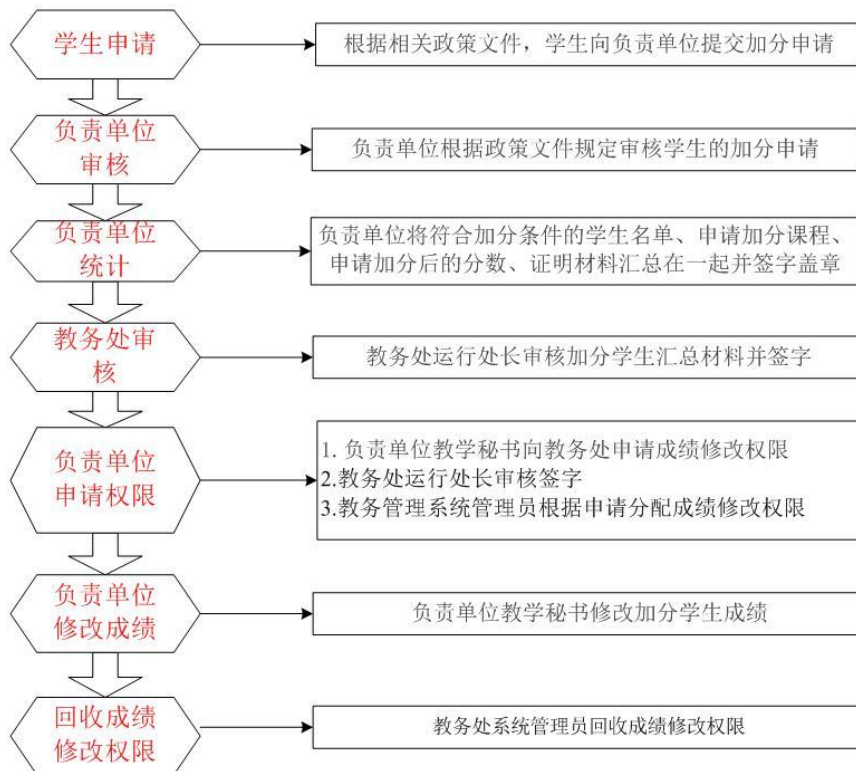 学生申请
根据相关政策文件，学生向负责单位提交加分申请
负责单位
审核
负责单位根据政策文件规定审核学生的加分申请
负责单位
统计
负责单位将符合加分条件的学生名单、申请加分课程、
申请加分后的分数、证明材料汇总在一起并签字盖章
教务处审
核
教务处运行处长审核加分学生汇总材料并签字
负责单位
申请权限
1. 负责单位教学秘书向教务处申请成绩修改权限
2.教务处运行处长审核签字
3.教务管理系统管理员根据申请分配成绩修改权限
负责单位
修改成绩
负责单位教学秘书修改加分学生成绩
回收成绩
修改权限
教务处系统管理员回收成绩修改权限